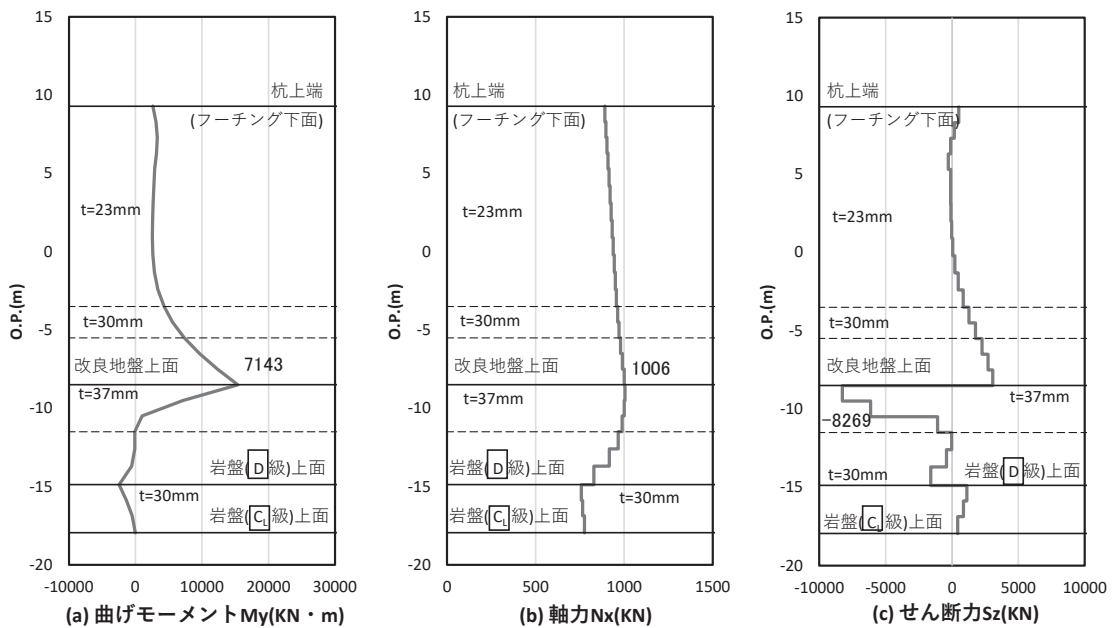 15
10
5
0
-5
-10
-15
-20
O.P.(m)
杭上端
(フーチング下面)
t=23mm
t=30mm
改良地盤上面
7143
t=37mm
岩盤(D級)上面
t=30mm
岩盤(CL級)上面
-10000
0
10000
20000
30000
(a) 曲げモーメントMy(KN・m)
15
10
5
0
-5
-10
-15
-20
O.P.(m)
杭上端
(フーチング下面)
t=23mm
t=30mm
改良地盤上面
1006
t=37mm
岩盤(D級)上面
t=30mm
岩盤(CL級)上面
0
500
1000
1500
(b) 軸力Nx(KN)
15
10
5
0
-5
-10
-15
-20
O.P.(m)
杭上端
(フーチング下面)
t=23mm
t=30mm
改良地盤上面
t=37mm
-8269
t=30mm
岩盤(D級)上面
岩盤(CL級)上面
-10000
-5000
0
5000
10000
(c) せん断力Sz(KN)